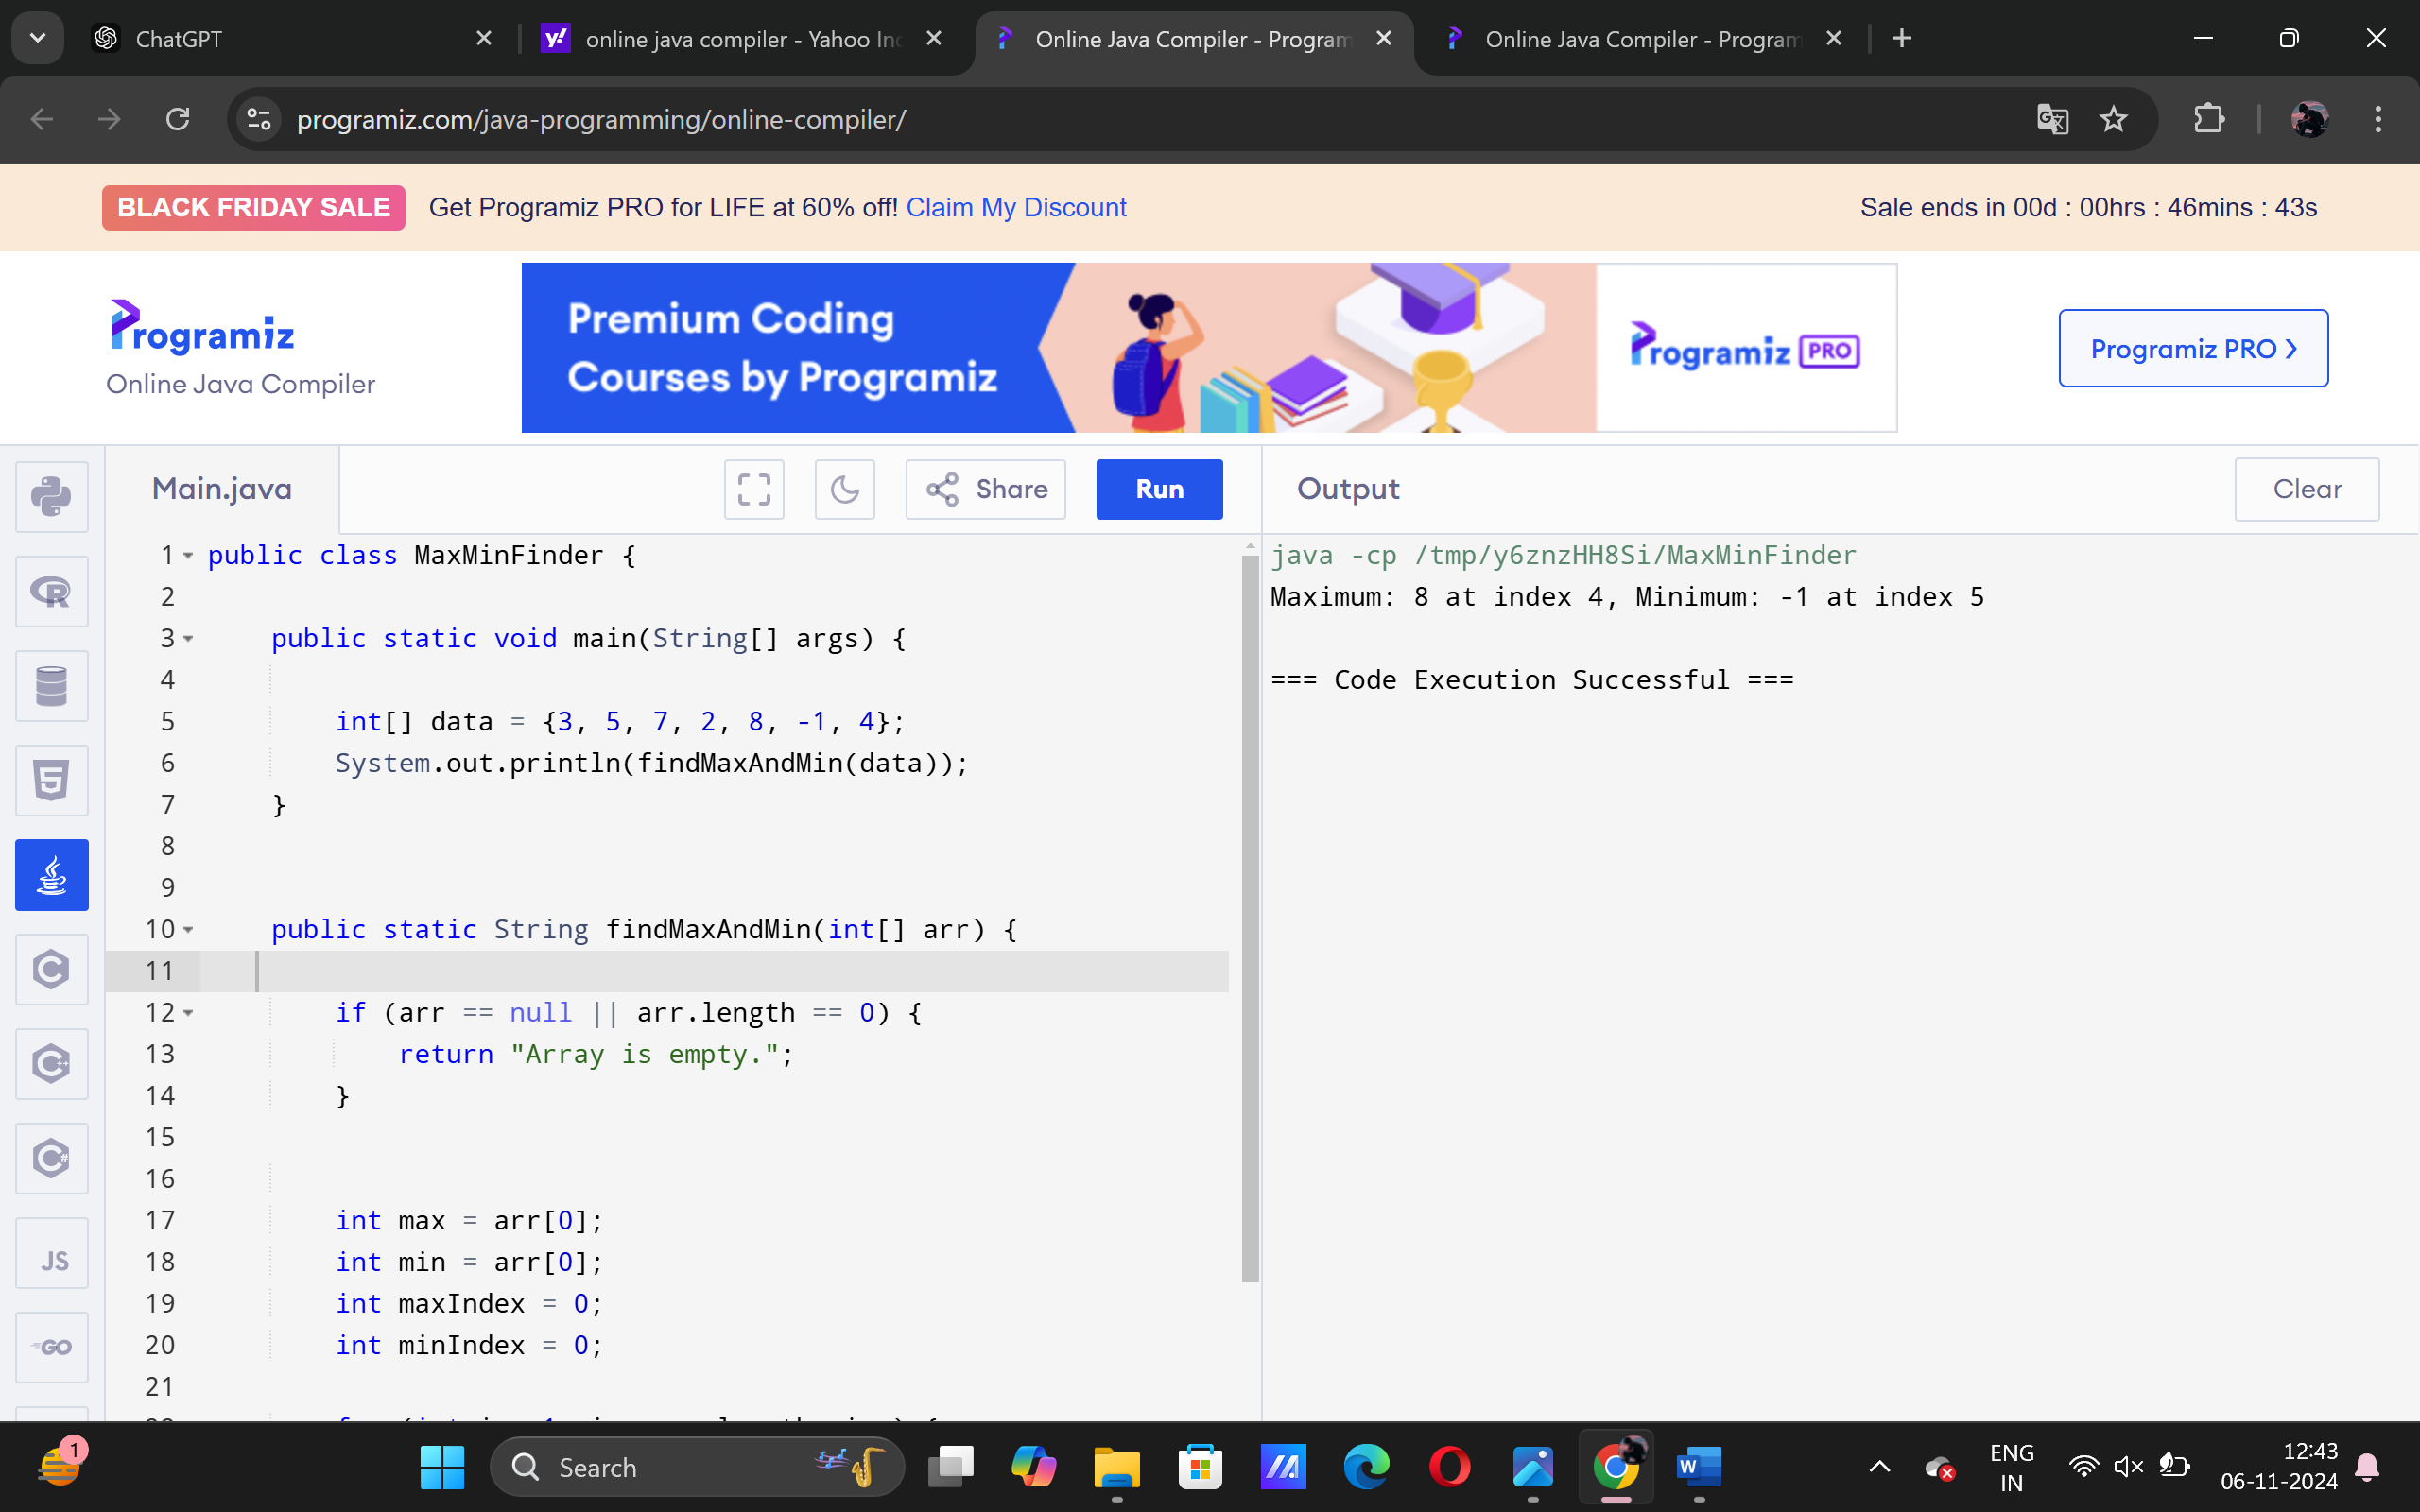 ChatGPT
online java compiler - Yahoo Inc
Online Java Compiler - Program
Online Java Compiler - Program
programiz.com/java-programming/online-compiler/
BLACK FRIDAY SALE Get Programiz PRO for LIFE at 60% off! Claim My Discount
Sale ends in 00d : 00hrs : 46mins : 43s
Programiz
Online Java Compiler
Premium Coding
Courses by Programiz
Programiz PRO
Programiz PRO ›
Main.java
Share
Run
Output
Clear
1 public class MaxMinFinder {
2
3 public static void main(String[] args) {
4
5 int[] data = {3, 5, 7, 2, 8, -1, 4};
6 System.out.println(findMaxAndMin(data));
7 }
8
9
10 public static String findMaxAndMin(int[] arr) {
11
12 if (arr == null || arr.length == 0) {
13 return "Array is empty.";
14 }
15
16
17 int max = arr[0];
18 int min = arr[0];
19 int maxIndex = 0;
20 int minIndex = 0;
21
java -cp /tmp/y6znzHH8Si/MaxMinFinder
Maximum: 8 at index 4, Minimum: -1 at index 5
=== Code Execution Successful ===
JS
GO
1
Search
ENG
IN
12:43
06-11-2024